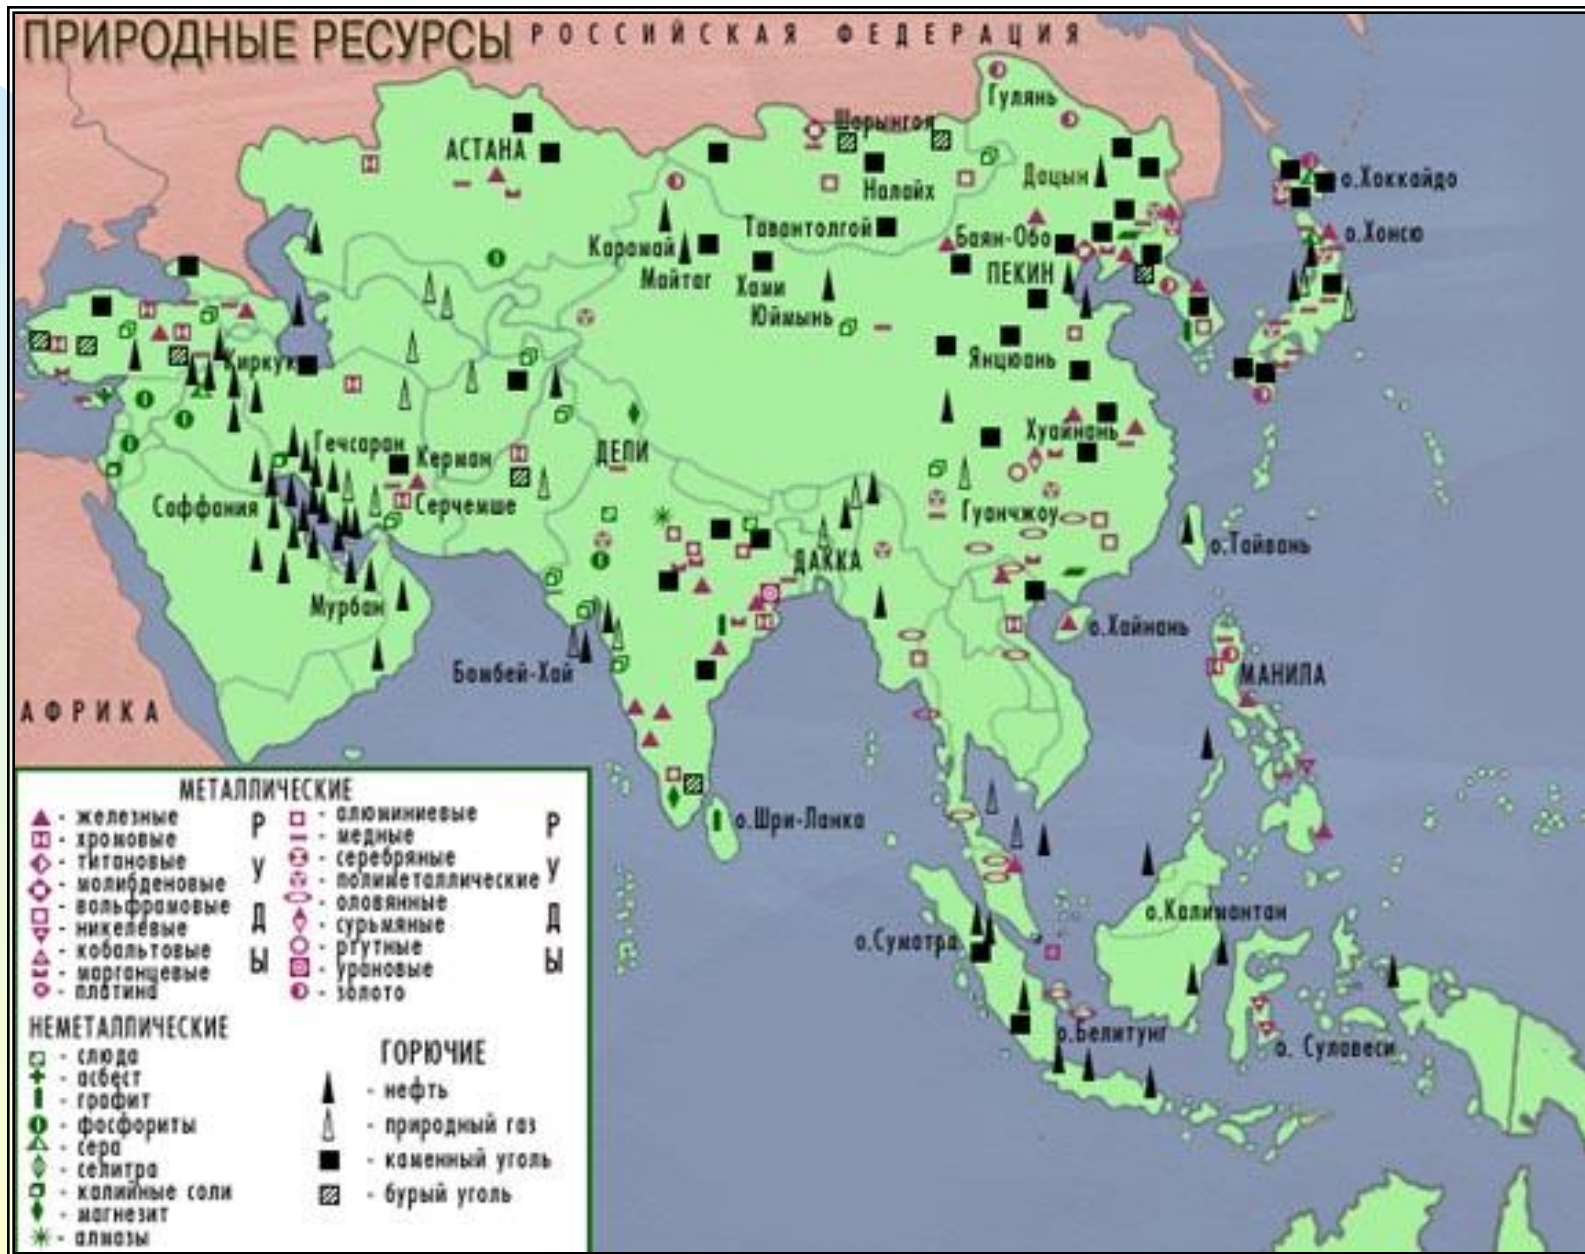 ПРИРОДНЫЕ РЕСУРСЫ
РОССИЙСКАЯ ФЕДЕРАЦИЯ
Гулянь
Шарынгол
АСТАНА
Налайх
Дацын
о.Хоккайдо
Тавантолгой
Баян-Обо
о.Хонсю
Карамай
Майтаг
Хами
ПЕКИН
Юймынь
Киркук
Янцюань
Гечсаран
Керман
ДЕЛИ
Хуайнань
Саффания
Серчемше
Гуанчжоу
о.Тайвань
ДАККА
Мурбан
о.Хайнань
Бомбей-Хай
МАНИЛА
АФРИКА
о.Шри-Ланка
о.Калимантан
о.Суматра
о.Белитунг
о. Сулавеси
МЕТАЛЛИЧЕСКИЕ
РУДЫ
- железные
- хромовые
- титановые
- молибденовые
- вольфрамовые
- никелевые
- кобальтовые
- марганцевые
- платина
РУДЫ
- алюминиевые
- медные
- серебряные
- полиметаллические
- оловянные
- сурьмяные
- ртутные
- урановые
- золото
НЕМЕТАЛЛИЧЕСКИЕ
- слюда
- асбест
- графит
- фосфориты
- сера
- селитра
- калийные соли
- магнезит
- алмазы
ГОРЮЧИЕ
- нефть
- природный газ
- каменный уголь
- бурый уголь